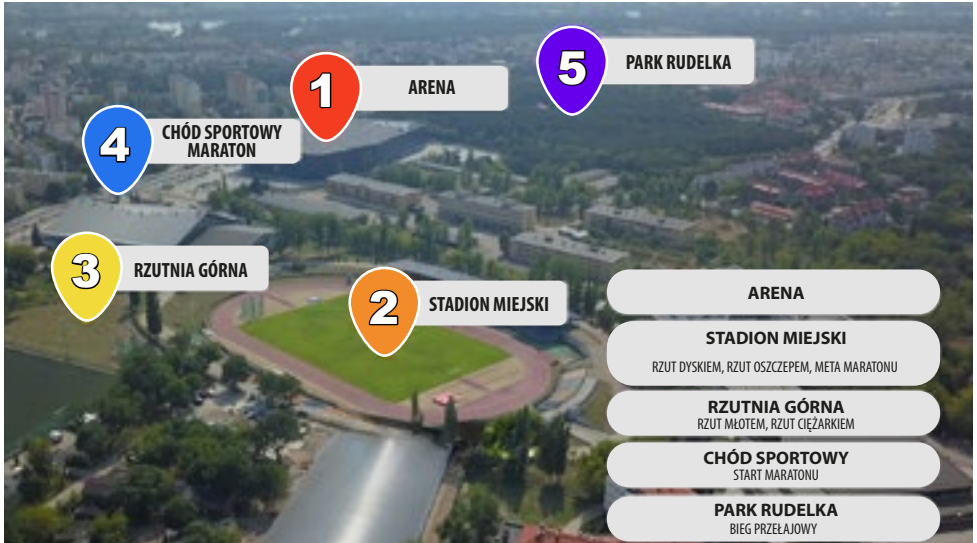 1
ARENA
5
PARK RUDELKA
4
CHÓD SPORTOWY
MARATON
3
RZUTNIA GÓRNA
2
STADION MIEJSKI
ARENA
STADION MIEJSKI
RZUT DYSKIEM, RZUT OSZCZEPEM, META MARATONU
RZUTNIA GÓRNA
RZUT MŁOTEM, RZUT CIĘŻARKIEM
CHÓD SPORTOWY
START MARATONU
PARK RUDELKA
BIEG PRZEŁAJOWY